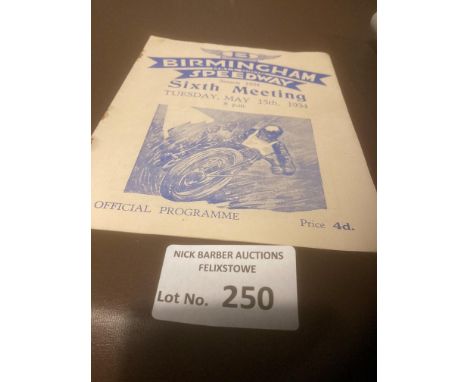 BIRMINGHAM
SPEEDWAY
Sixth Meeting
TUESDAY, MAY 15th, 1934
8 p.m.
OFFICIAL PROGRAMME
Price 4d.
NICK BARBER AUCTIONS
FELIXSTOWE
Lot No. 250